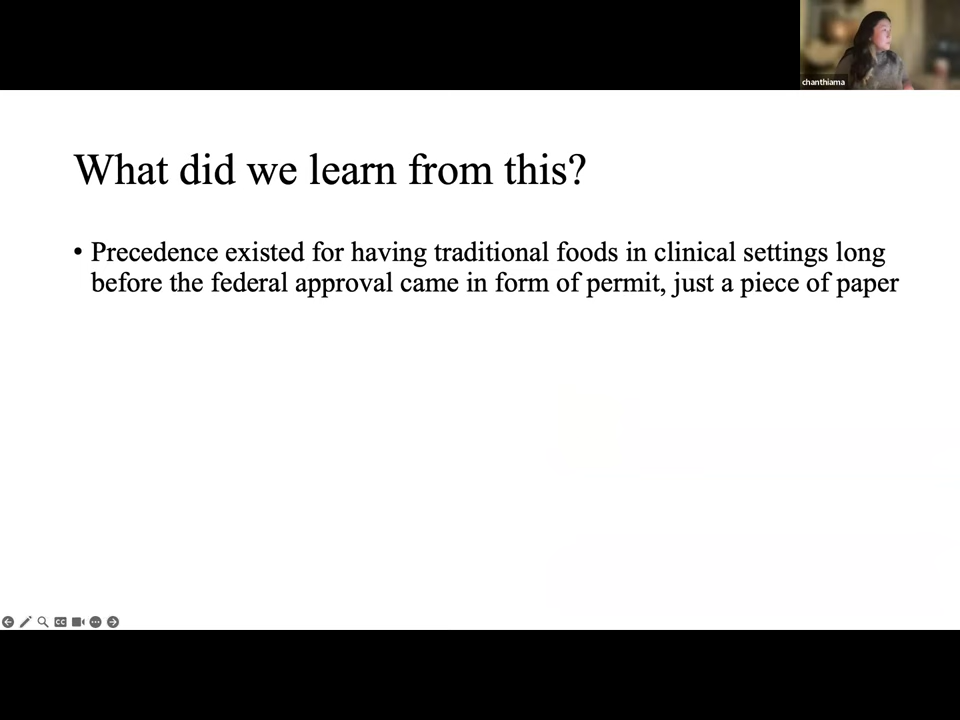 chanthiama
What did we learn from this?
• Precedence existed for having traditional foods in clinical settings long
before the federal approval came in form of permit, just a piece of paper
CC